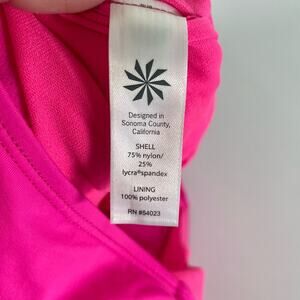 Designed in
Sonoma County,
California
SHELL
75% nylon/
25%
lycra®spandex
LINING
100% polyester
RN #54023